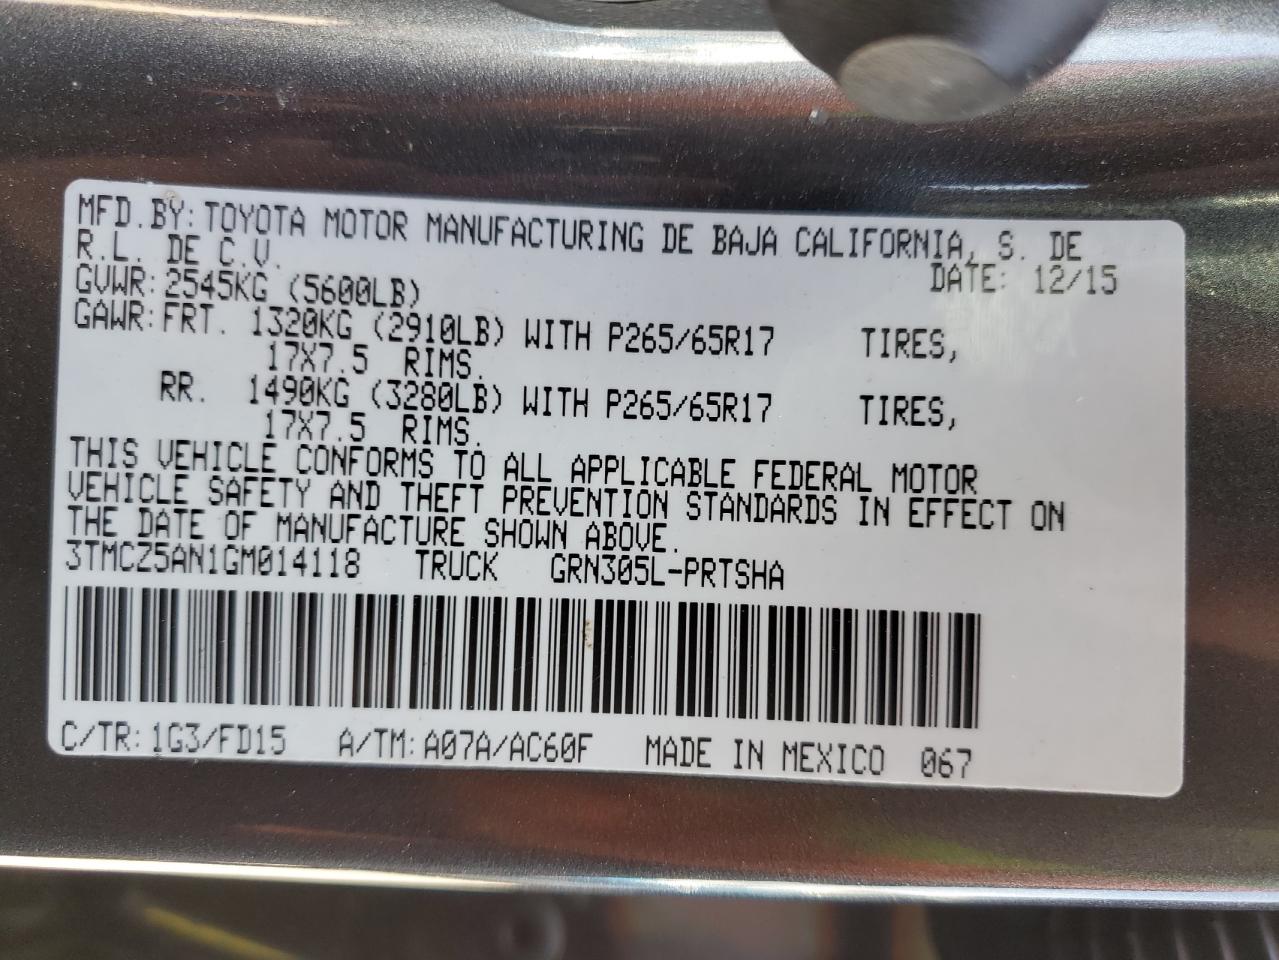 MFD.BY:TOYOTA MOTOR MANUFACTURING DE BAJA CALIFORNIA, S. DE
R.L. DE C.V.
DATE: 12/15
GVWR:2545KG (5600LB)
GAWR:FRT. 1320KG (2910LB) WITH P265/65R17 TIRES,
17X7.5 RIMS.
RR. 1490KG (3280LB) WITH P265/65R17 TIRES,
17X7.5 RIMS.
THIS VEHICLE CONFORMS TO ALL APPLICABLE FEDERAL MOTOR
VEHICLE SAFETY AND THEFT PREVENTION STANDARDS IN EFFECT ON
THE DATE OF MANUFACTURE SHOWN ABOVE.
3TMCZ5AN1GM014118 TRUCK GRN305L-PRTSHA
C/TR:1G3/FD15 A/TM:A07A/AC60F MADE IN MEXICO 067